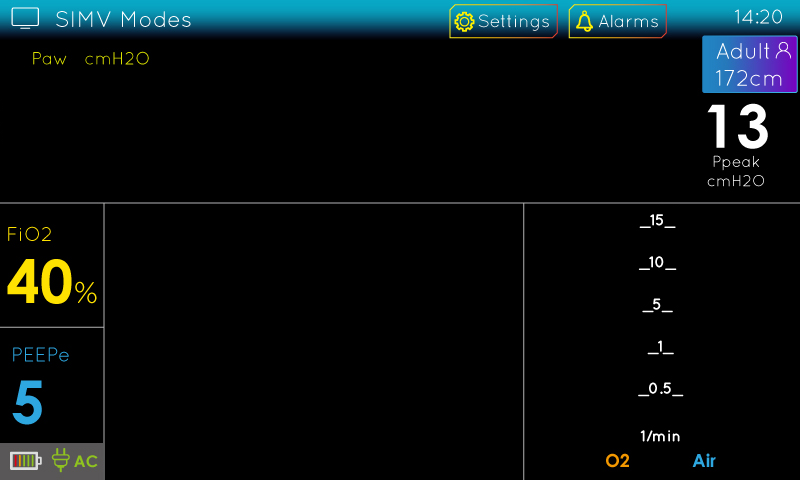 SIMV Modes
Settings
Alarms
14:20
Paw cmH2O
Adult
172cm
13
Ppeak
cmH2O
FiO2
40%
PEEPe
5
AC
_15_
_10_
_5_
_1_
_0.5_
1/min
O2 Air